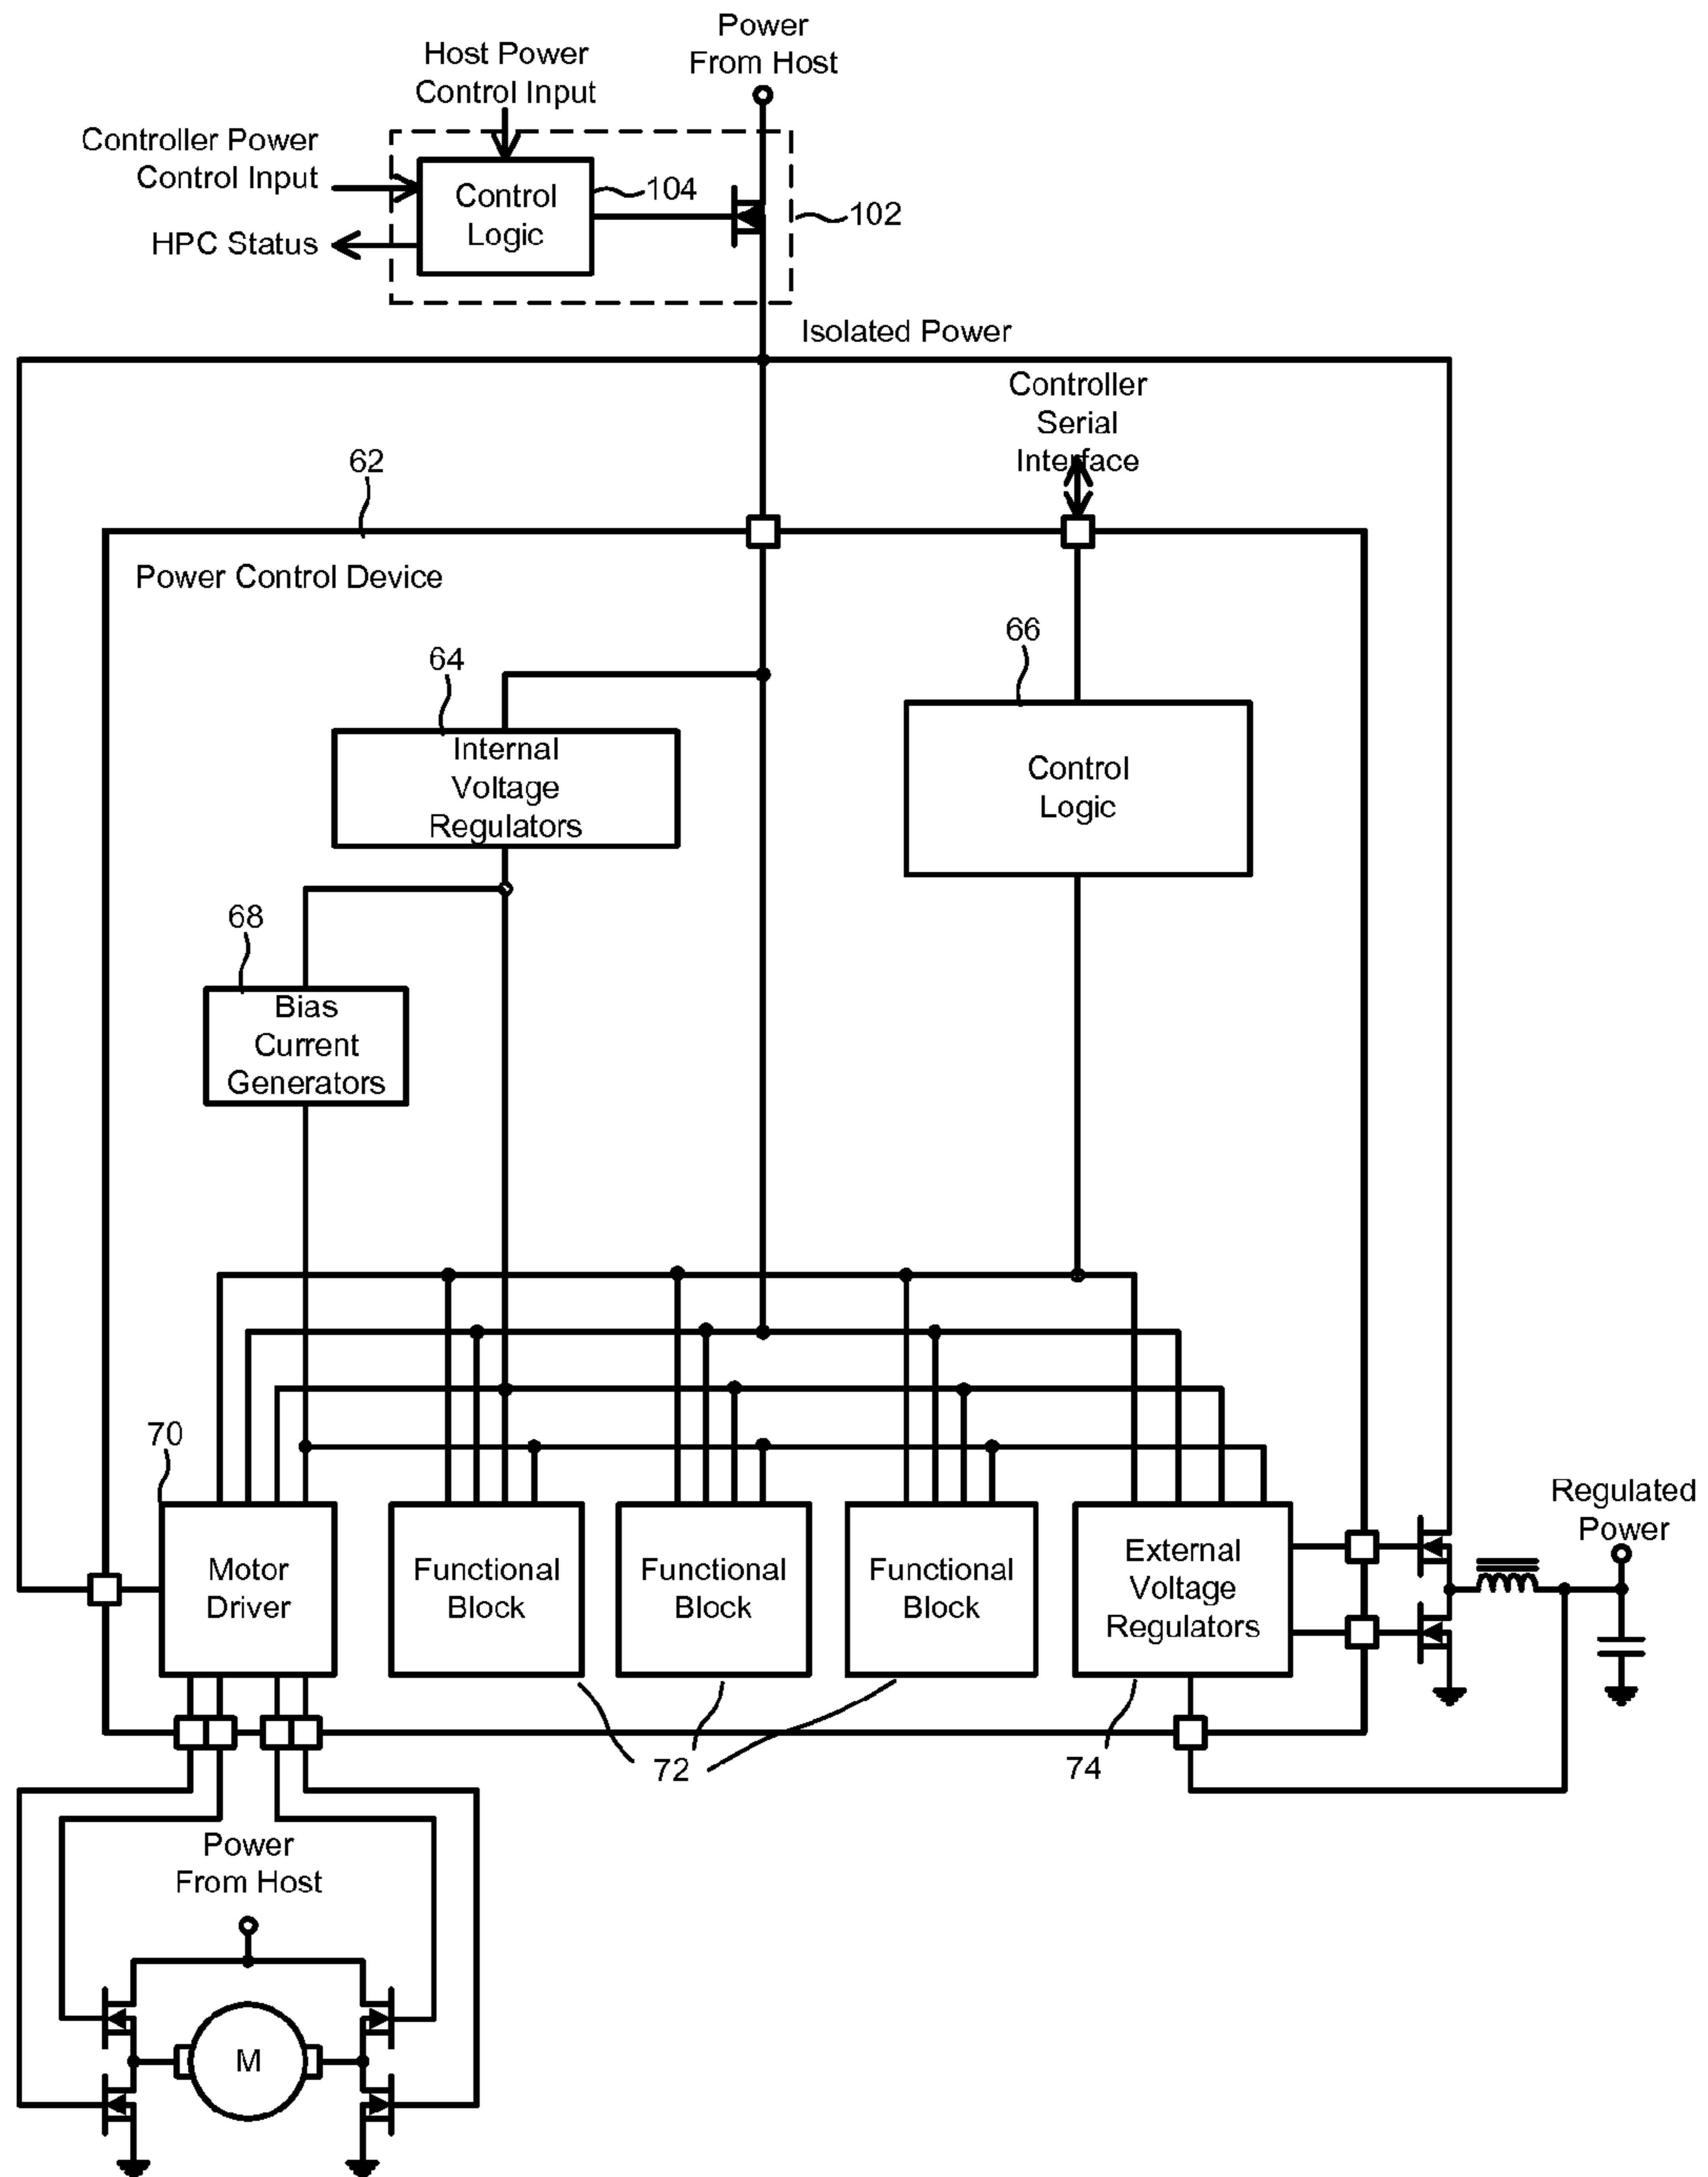 Power
From Host
Host Power
Control Input
Controller Power
Control Input
HPC Status
Control
Logic
104
102
Isolated Power
Controller
Serial
Interface
62
Power Control Device
66
64
Internal
Voltage
Regulators
Control
Logic
68
Bias
Current
Generators
70
Motor
Driver
Functional
Block
Functional
Block
Functional
Block
External
Voltage
Regulators
Regulated
Power
72
74
Power
From Host
M